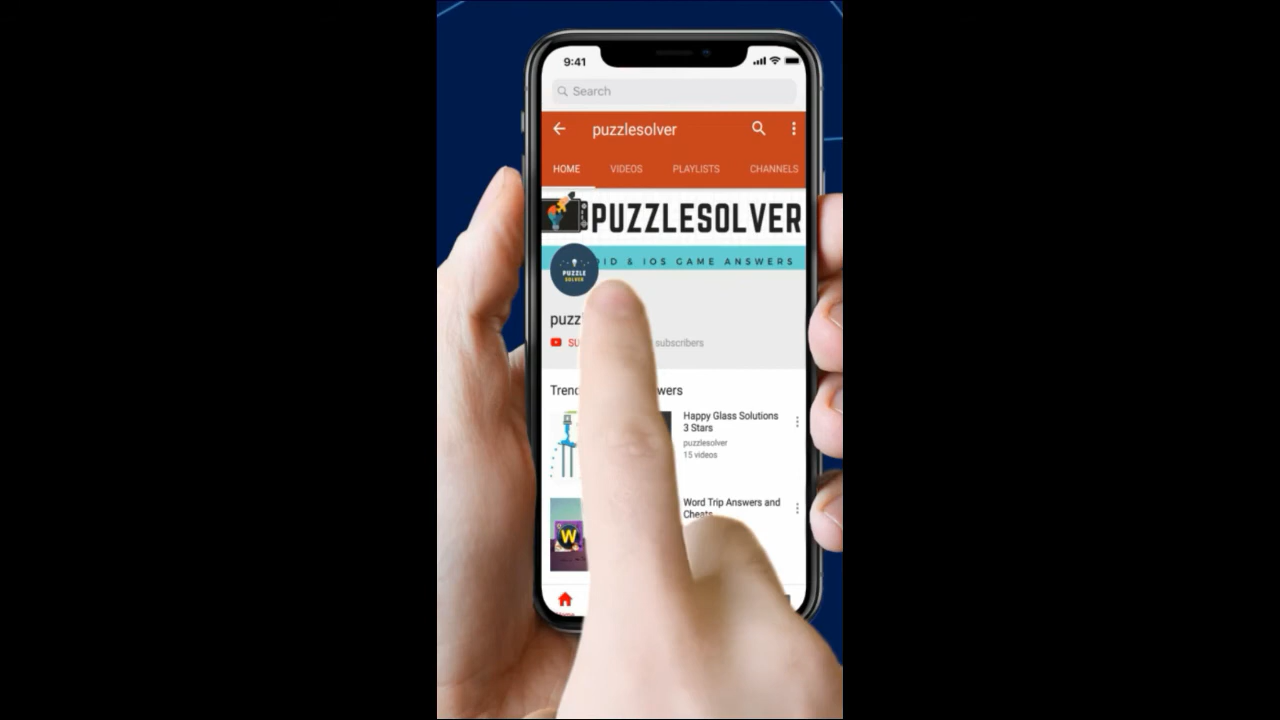 9:41
Search
puzzlesolver
HOME VIDEOS PLAYLISTS CHANNELS
PUZZLESOLVER
ID & IOS GAME ANSWERS
PUZZLE
SOLVER
puzz
SU subscribers
Tren wers
Happy Glass Solutions
3 Stars
puzzlesolver
15 videos
Word Trip Answers and
Cheats
W